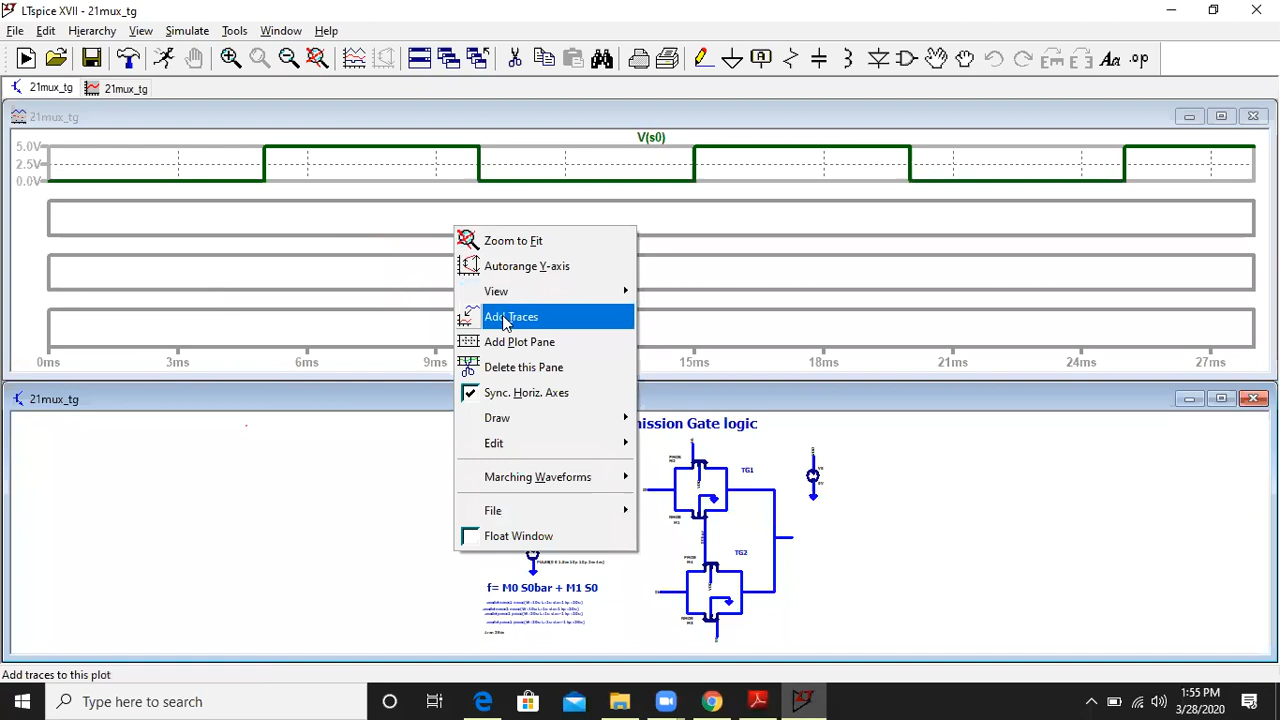 LTspice XVII - 21mux_tg
File Edit Hierarchy View Simulate Tools Window Help
21mux_tg 21mux_tg
21mux_tg
V(s0)
5.0V
2.5V
0.0V
Zoom to Fit
Autorange Y-axis
View
Add Traces
Add Plot Pane
Delete this Pane
Sync. Horiz. Axes
Draw
Edit
Marching Waveforms
File
Float Window
0ms 3ms 6ms 9ms 15ms 18ms 21ms 24ms 27ms
21mux_tg
ission Gate logic
TG1
TG2
f= M0 S0bar + M1 S0
Add traces to this plot
Type here to search
1:55 PM
3/28/2020